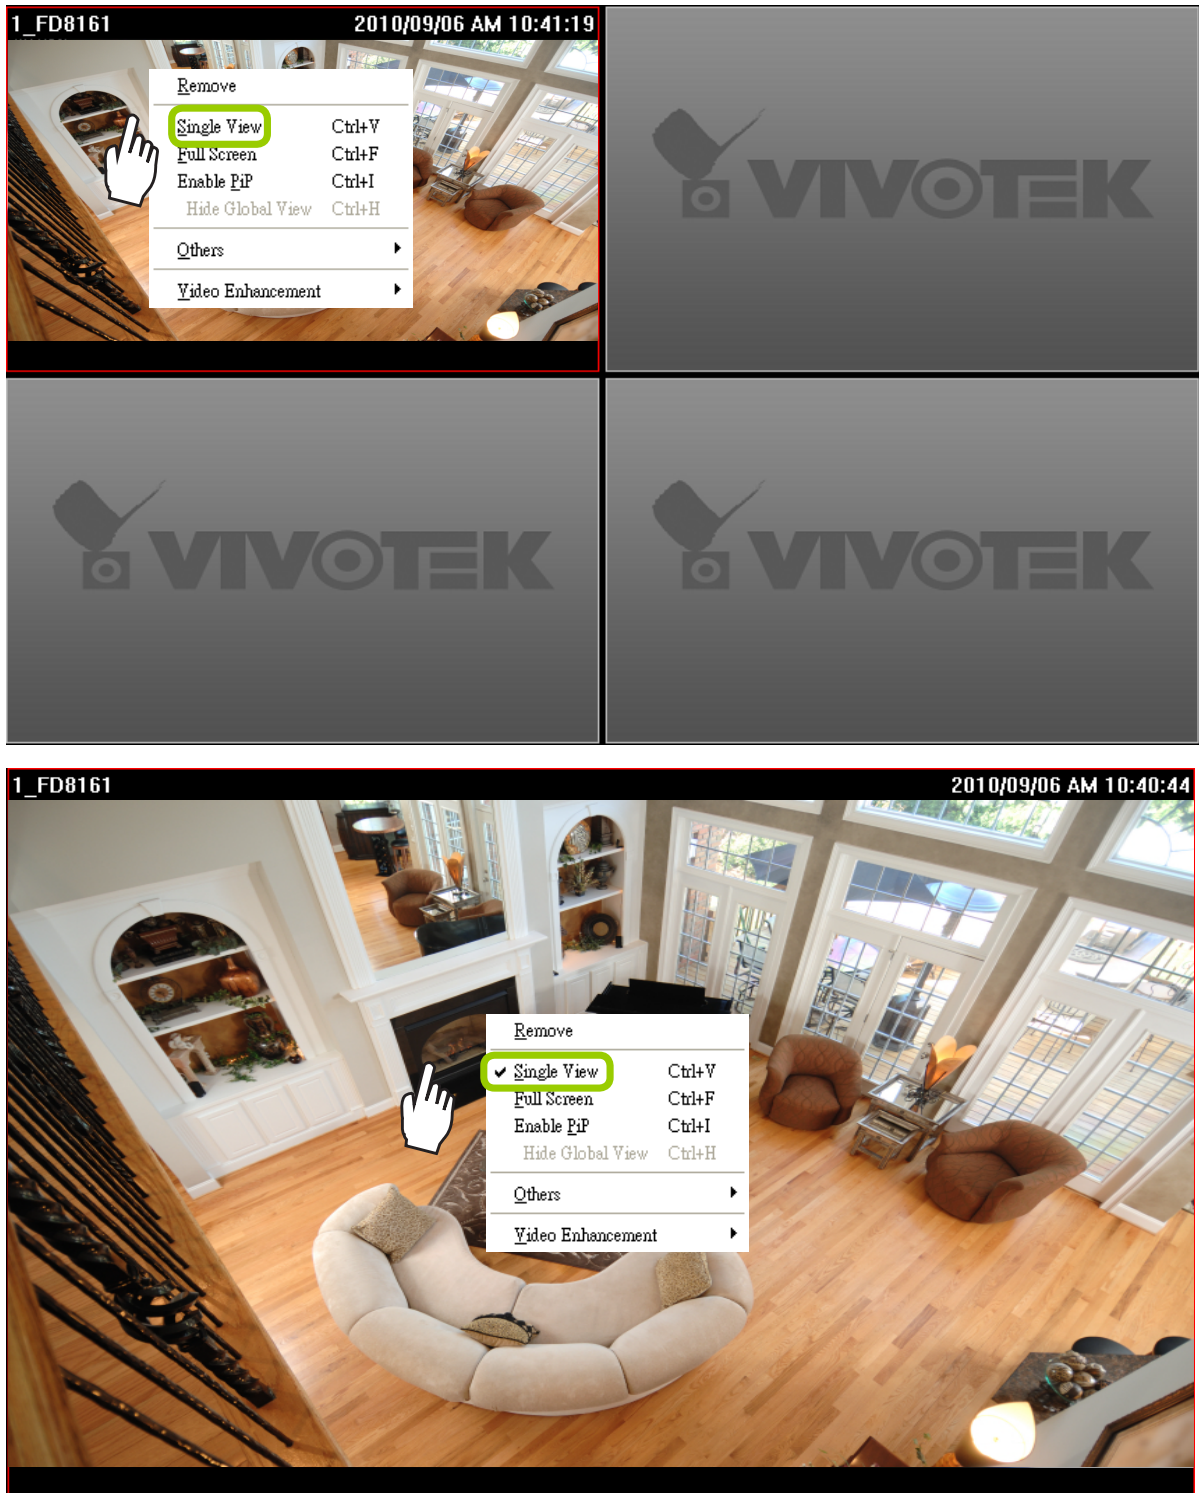 1_FD8161 2010/09/06 AM 10:41:19
Remove
Single View Ctrl+V
Full Screen Ctrl+F
Enable PiP Ctrl+I
Hide Global View Ctrl+H
Others
Video Enhancement
VIVOTEK
VIVOTEK
VIVOTEK
1_FD8161 2010/09/06 AM 10:40:44
Remove
Single View Ctrl+V
Full Screen Ctrl+F
Enable PiP Ctrl+I
Hide Global View Ctrl+H
Others
Video Enhancement